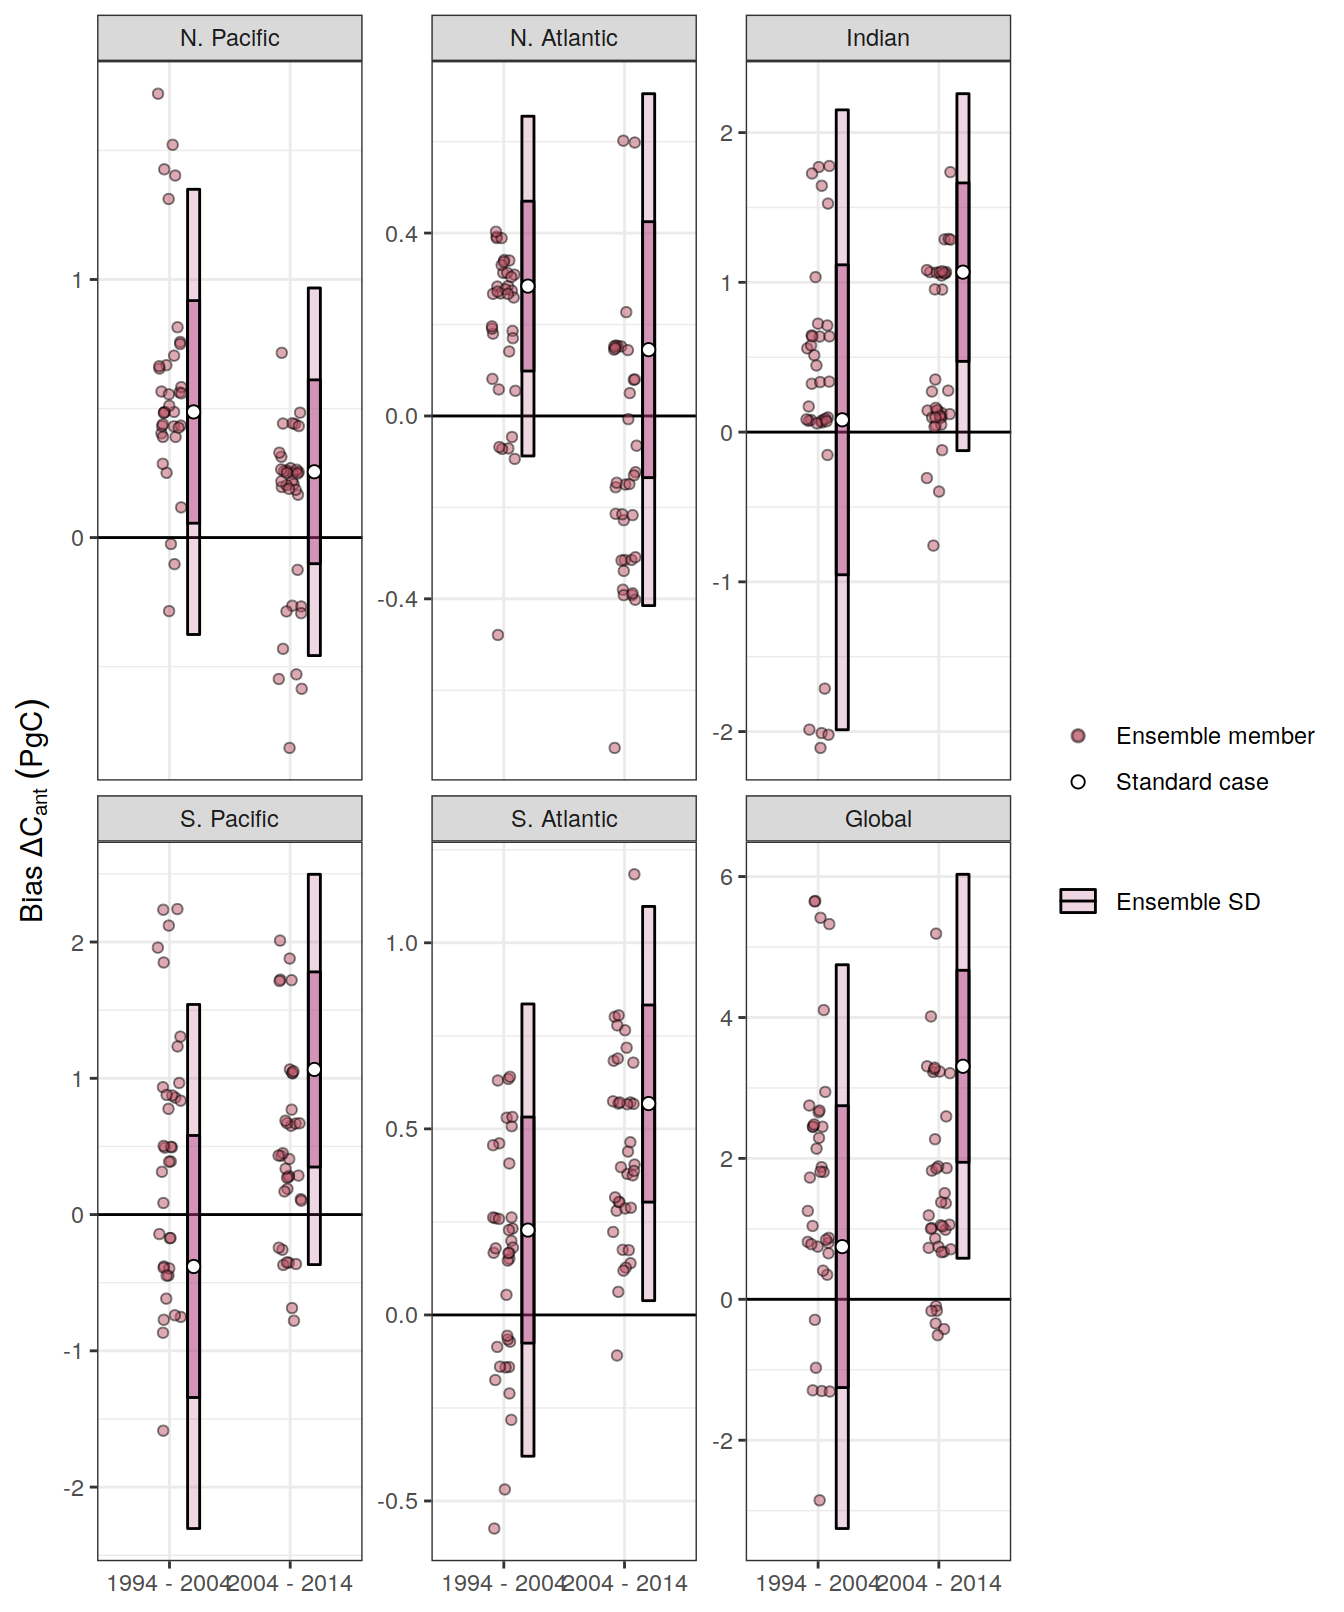 N. Pacific
N. Atlantic
Indian
1
0
0.4
0.0
-0.4
2
1
0
-1
-2
Bias ΔCant (PgC)
Ensemble member
Standard case
Ensemble SD
S. Pacific
S. Atlantic
Global
2
1
0
-1
-2
1.0
0.5
0.0
-0.5
6
4
2
0
-2
1994 - 2004
2004 - 2014
1994 - 2004
2004 - 2014
1994 - 2004
2004 - 2014